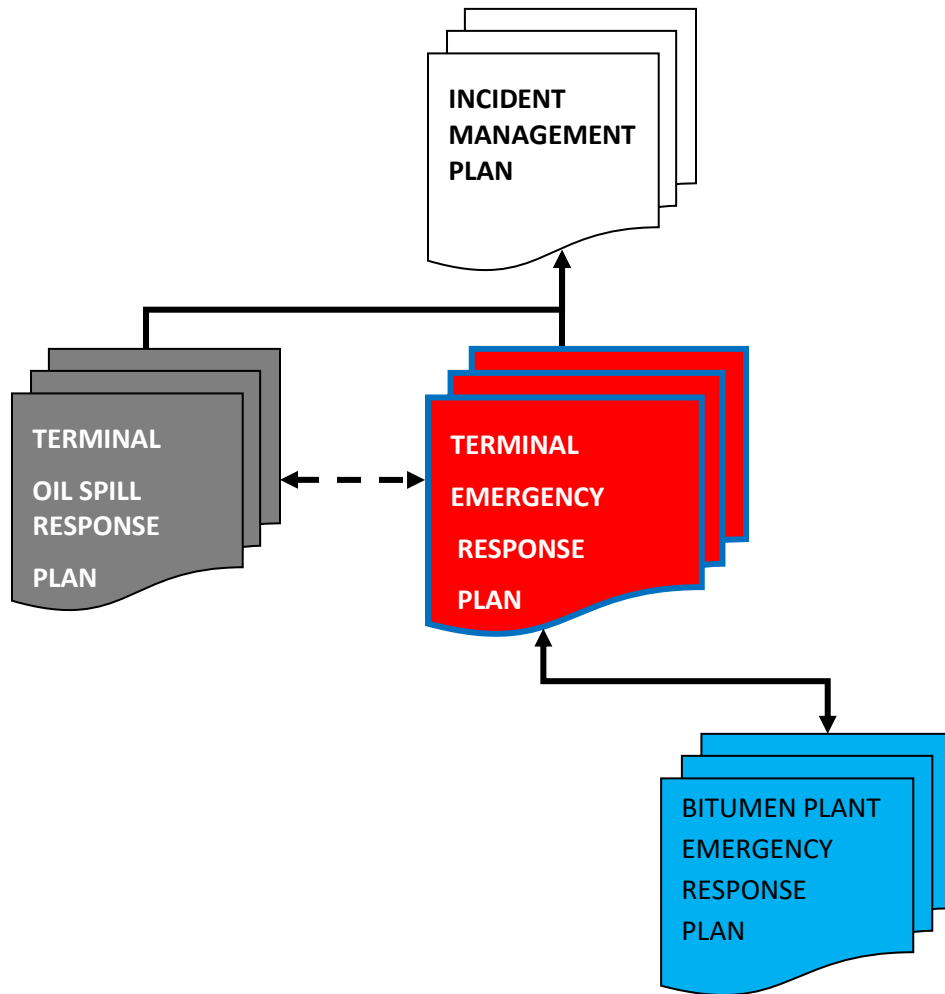 INCIDENT
MANAGEMENT
PLAN
TERMINAL
OIL SPILL
RESPONSE
PLAN
TERMINAL
EMERGENCY
RESPONSE
PLAN
BITUMEN PLANT
EMERGENCY
RESPONSE
PLAN